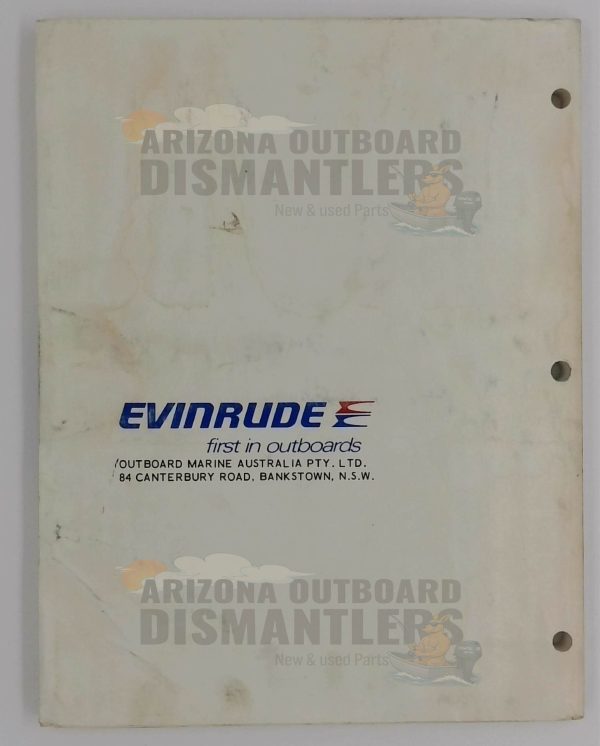 ARIZONA OUTBOARD
DISMANTLERS
New & used Parts
EVINRUDE
first in outboards
OUTBOARD MARINE AUSTRALIA PTY. LTD.
84 CANTERBURY ROAD, BANKSTOWN, N.S.W.
ARIZONA OUTBOARD
DISMANTLERS
New & used Parts